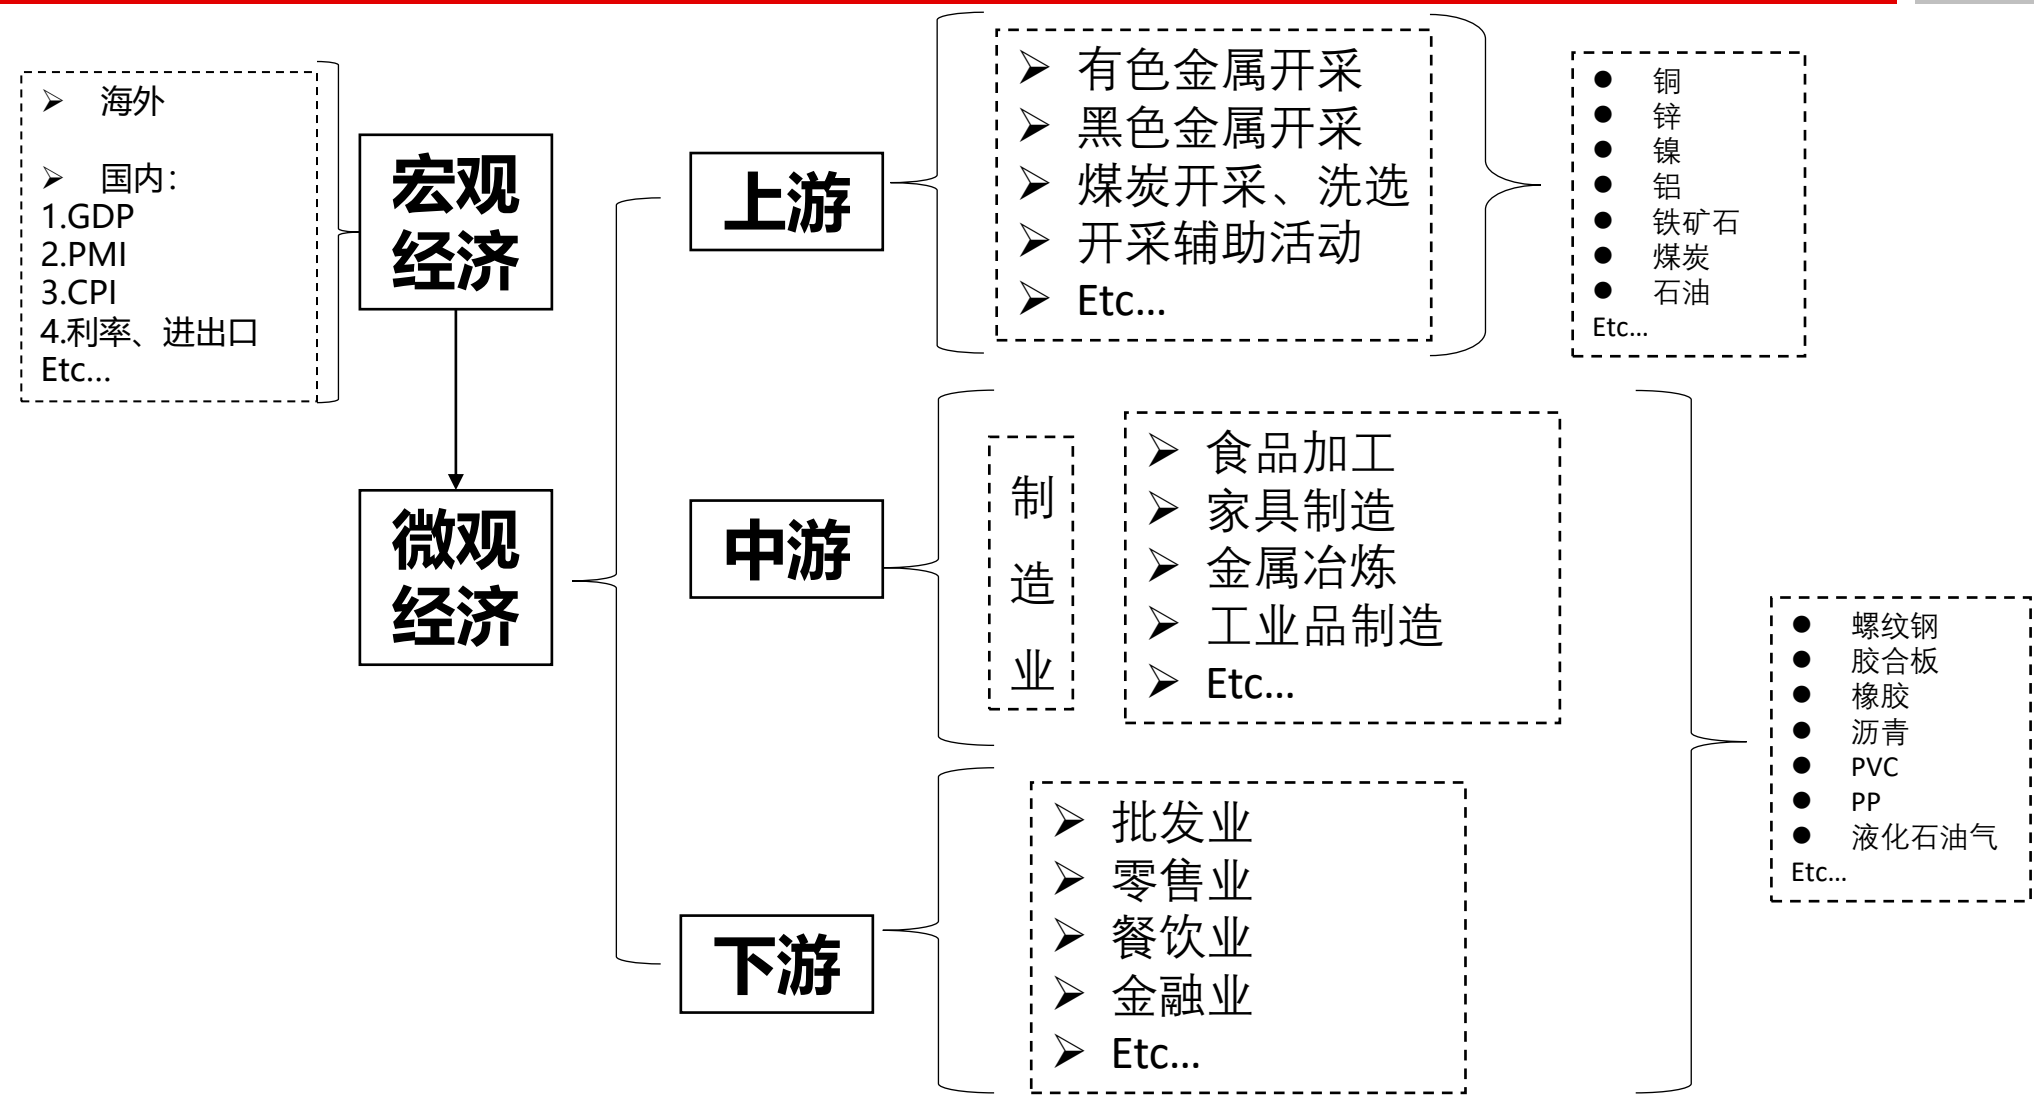 海外
国内：
1.GDP
2.PMI
3.CPI
4.利率、进出口
Etc...
宏观
经济
微观
经济
上游
有色金属开采
黑色金属开采
煤炭开采、洗选
开采辅助活动
Etc...
铜
锌
镍
铝
铁矿石
煤炭
石油
Etc...
中游
制
造
业
食品加工
家具制造
金属冶炼
工业品制造
Etc...
下游
批发业
零售业
餐饮业
金融业
Etc...
螺纹钢
胶合板
橡胶
沥青
PVC
PP
液化石油气
Etc...